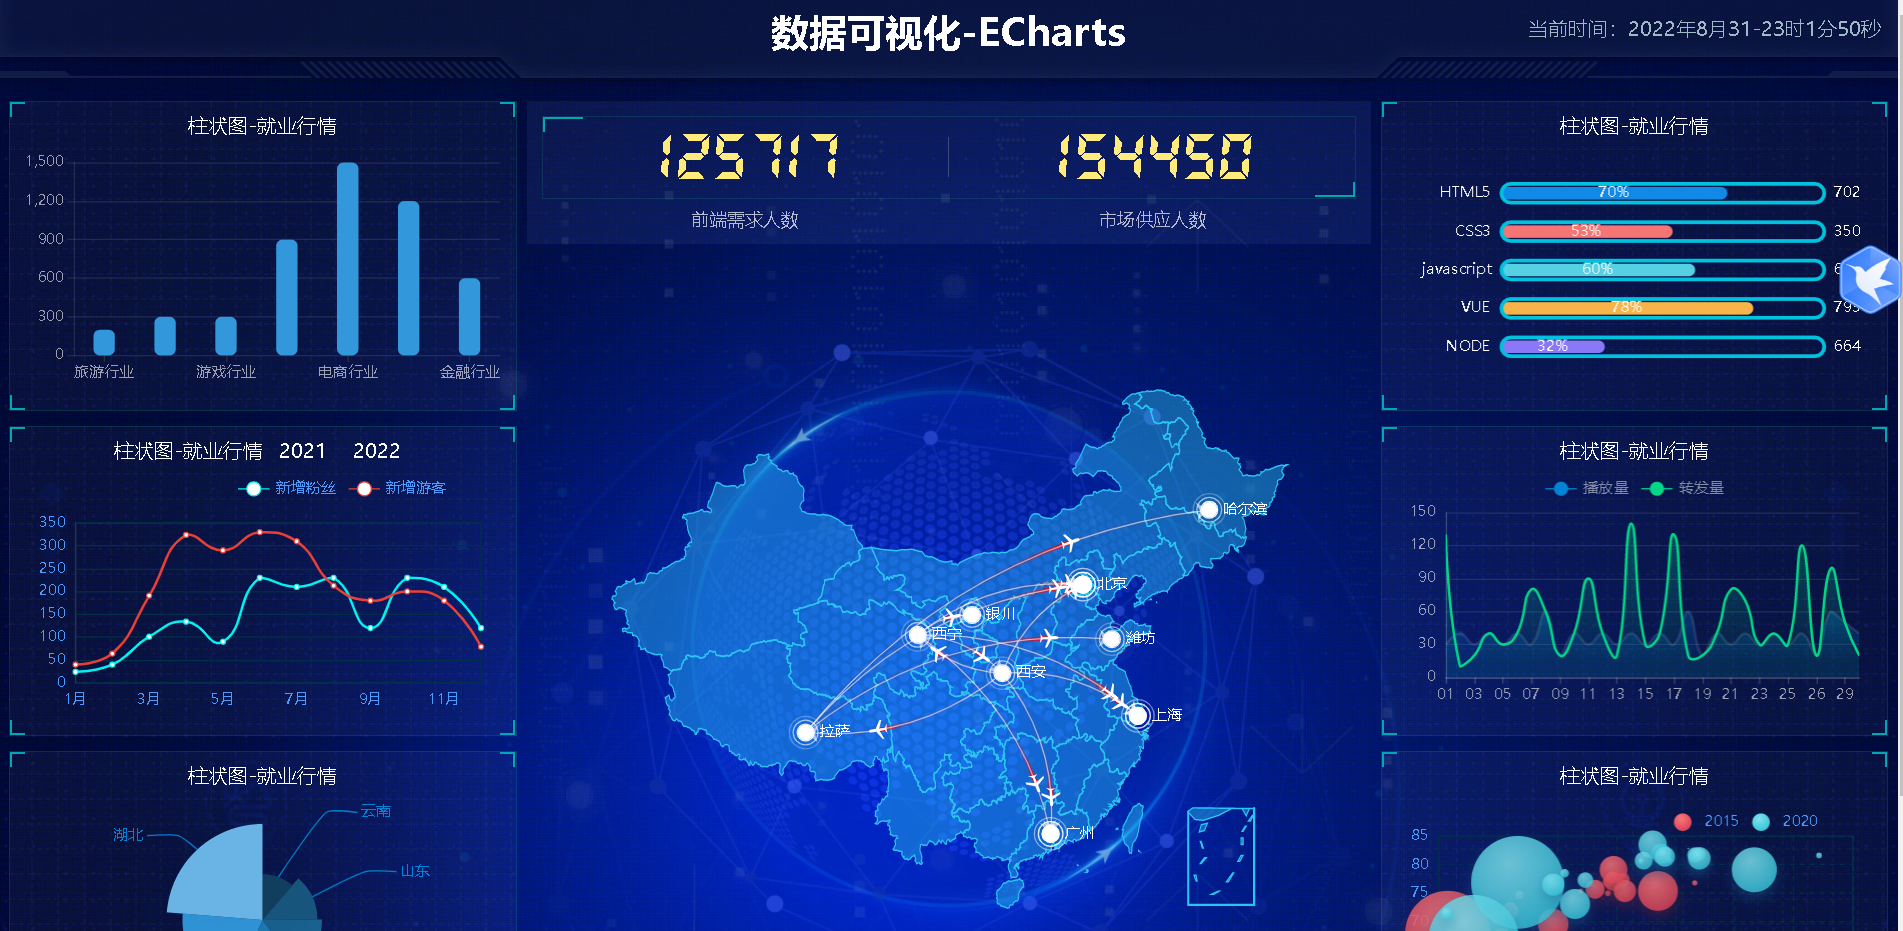 数据可视化-ECharts
当前时间：2022年8月31-23时1分50秒
柱状图-就业行情
1,500
1,200
900
600
300
0
旅游行业 游戏行业 电商行业 金融行业
柱状图-就业行情 2021 2022
新增粉丝 新增游客
350
300
250
200
150
100
50
0
1月 3月 5月 7月 9月 11月
柱状图-就业行情
云南
湖北
山东
125717 154450
前端需求人数 市场供应人数
哈尔滨
北京
银川
西宁
潍坊
西安
上海
拉萨
广州
柱状图-就业行情
HTML5 70% 702
CSS3 53% 350
javascript 60%
VUE 78%
NODE 32% 664
柱状图-就业行情
播放量 转发量
150
120
90
60
30
0
01 03 05 07 09 11 13 15 17 19 21 23 25 26 29
柱状图-就业行情
2015 2020
85
80
75